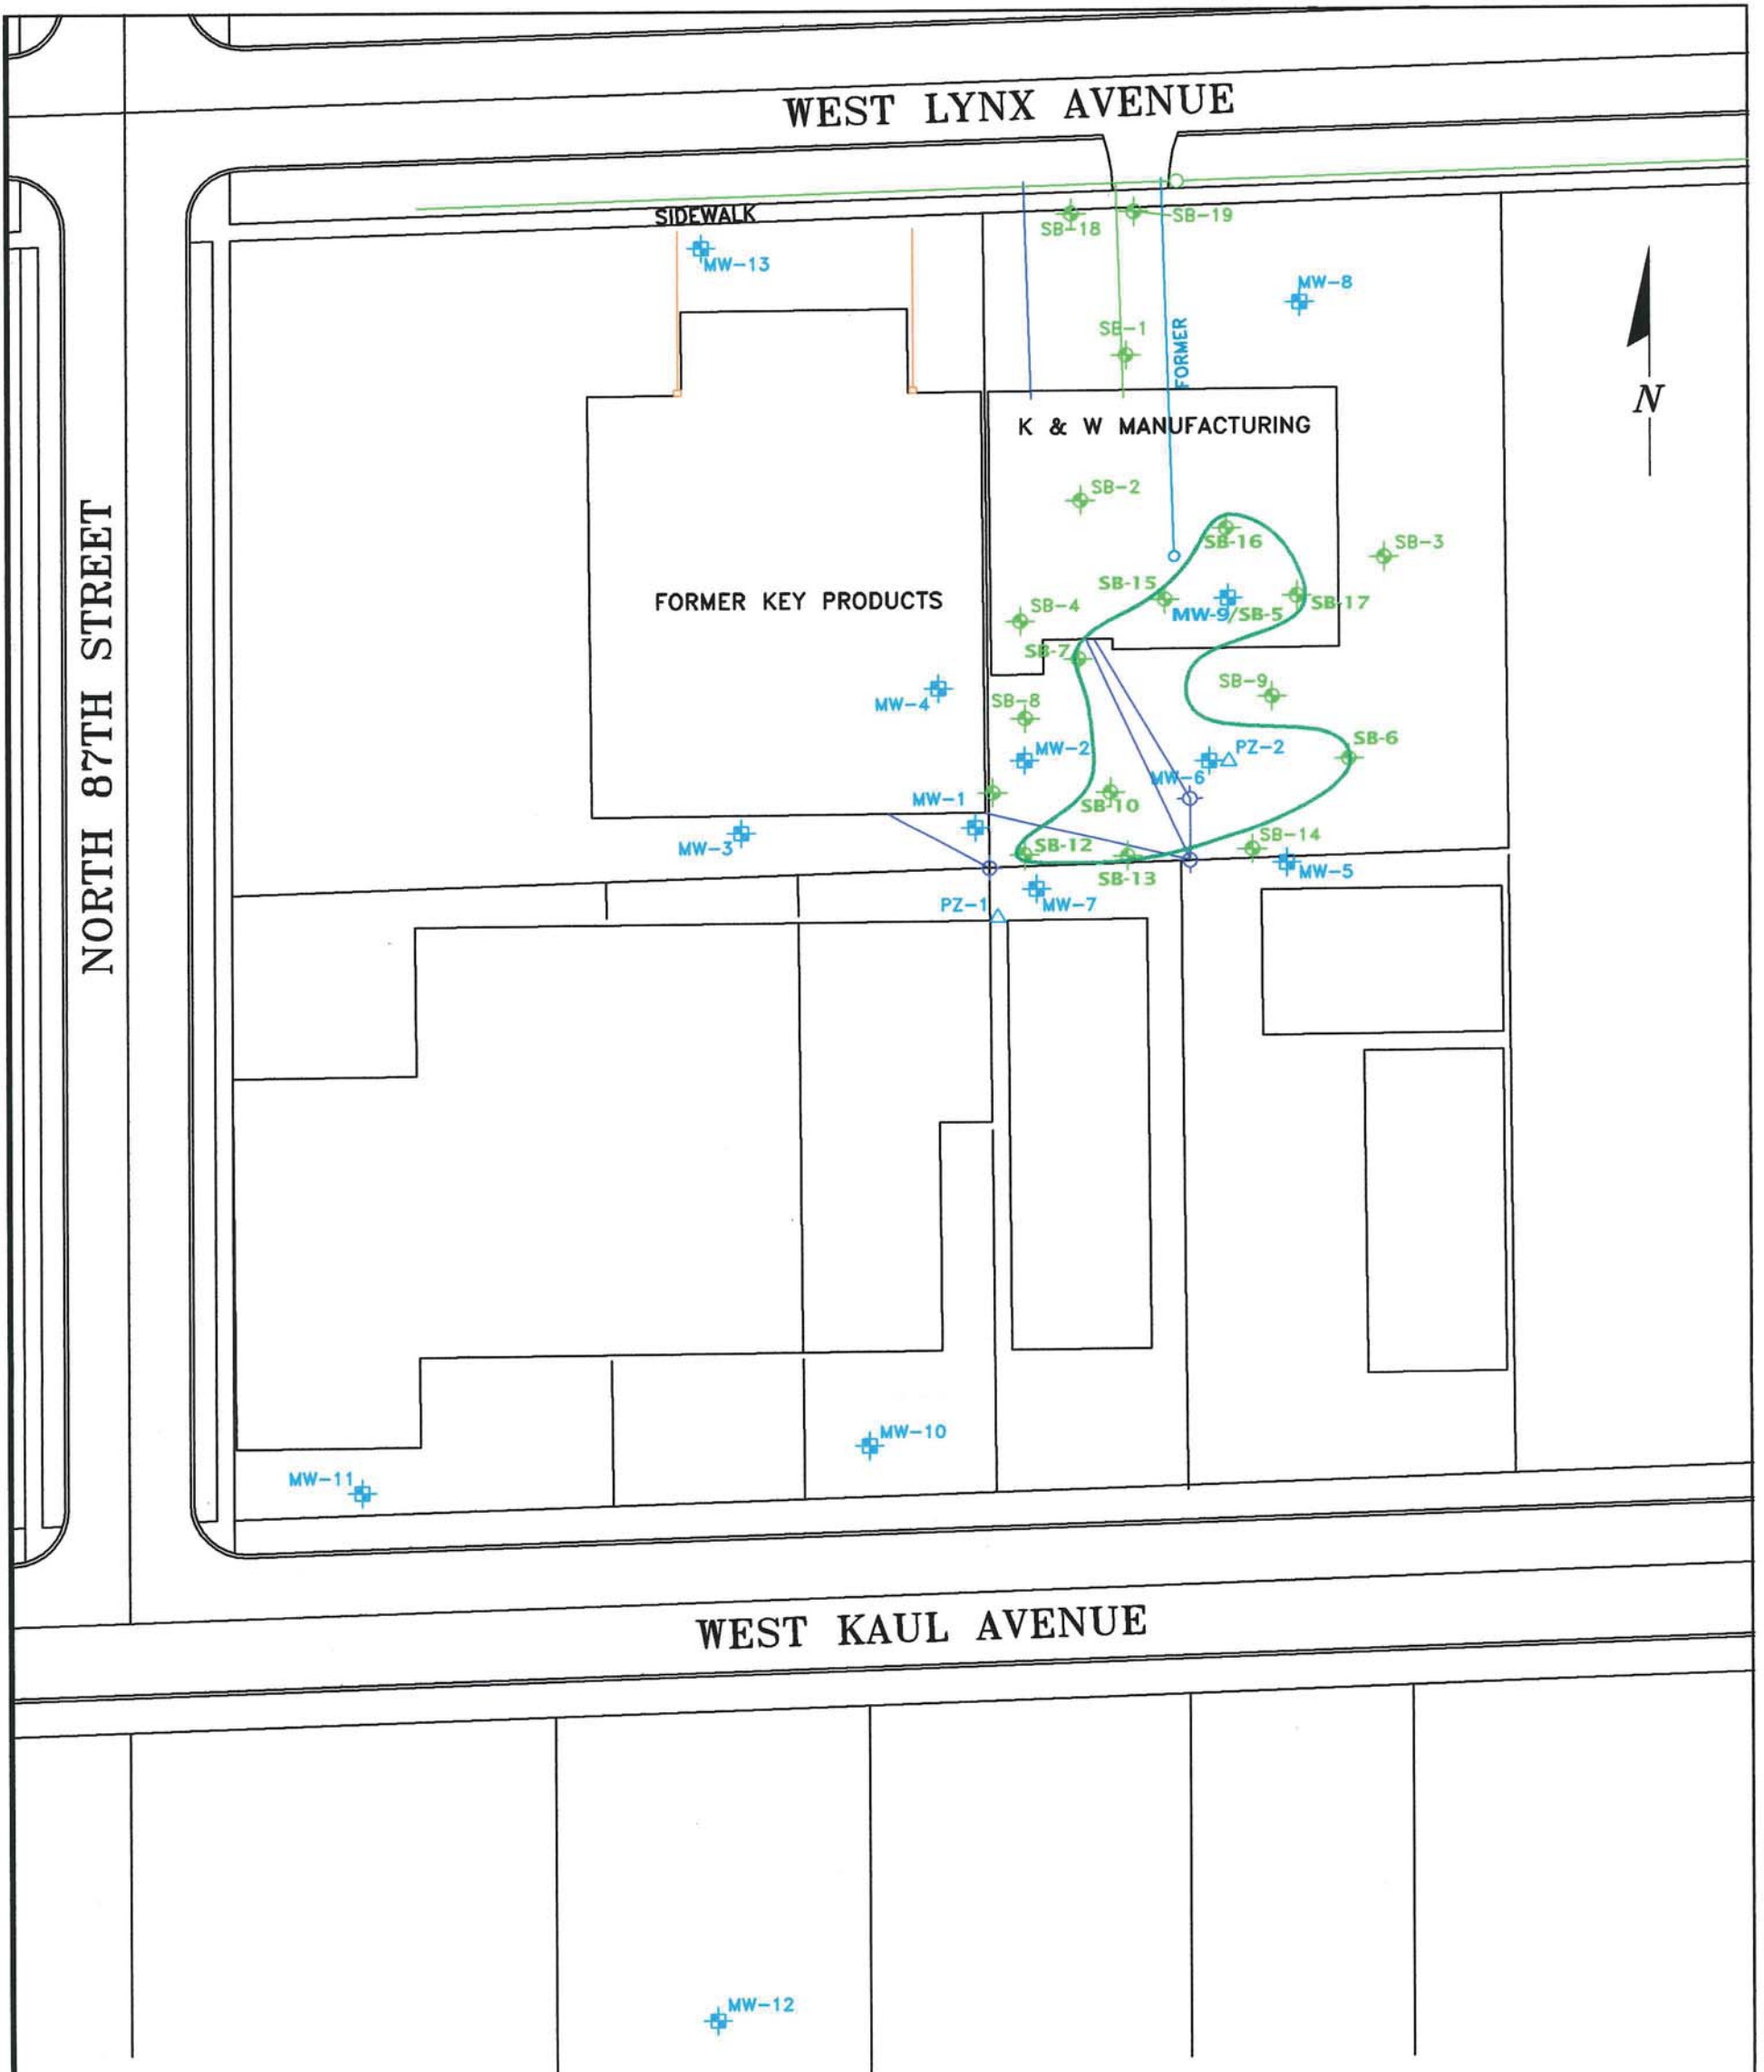 WEST LYNX AVENUE
SIDEWALK
SB-18
SB-19
MW-13
MW-8
SB-1
FORMER
N
K & W MANUFACTURING
SB-2
SB-16
SB-3
NORTH 87TH STREET
FORMER KEY PRODUCTS
SB-15
SB-4
MW-9/SB-5
SB-17
SB-7
MW-4
SB-8
SB-9
MW-2
PZ-2
SB-6
MW-6
MW-1
SB-10
MW-3
SB-12
SB-14
SB-13
MW-5
PZ-1
MW-7
MW-10
MW-11
WEST KAUL AVENUE
MW-12